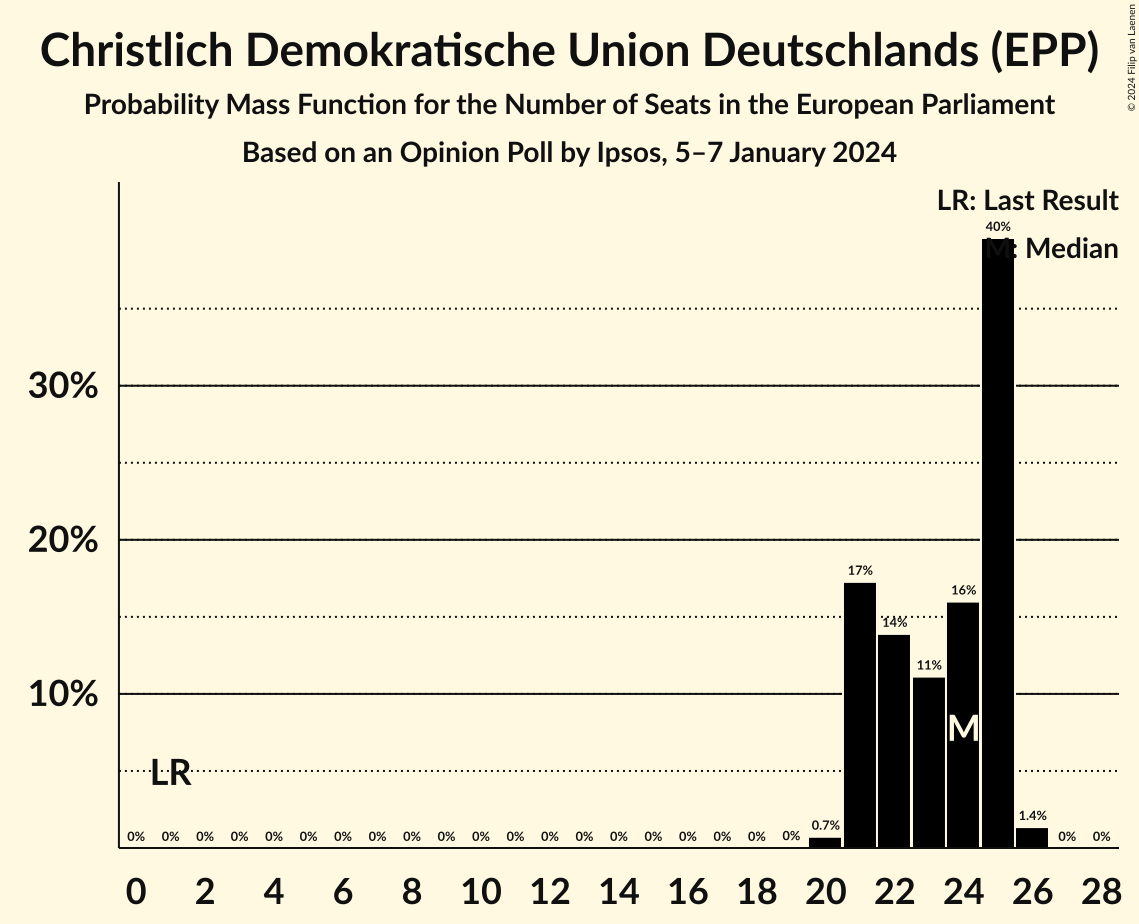 Christlich Demokratische Union Deutschlands (EPP)
Probability Mass Function for the Number of Seats in the European Parliament
Based on an Opinion Poll by Ipsos, 5–7 January 2024
© 2024 Filip van Laenen
LR: Last Result
40%
M: Median
30%
20%
17%
16%
14%
11%
10%
M
LR
0% 0% 0% 0% 0% 0% 0% 0% 0% 0% 0% 0% 0% 0% 0% 0% 0% 0% 0% 0% 0.7% 1.4% 0% 0%
0 2 4 6 8 10 12 14 16 18 20 22 24 26 28